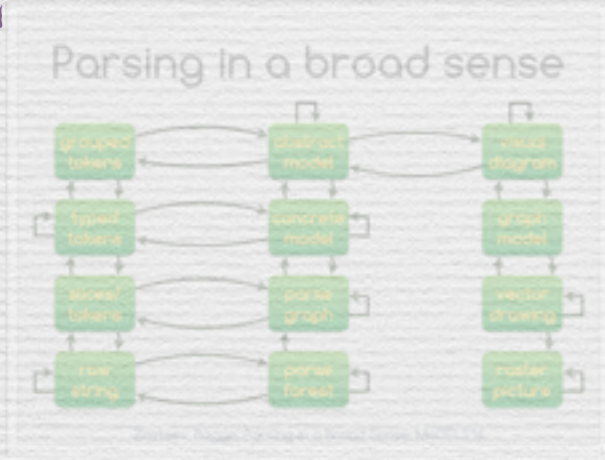 Parsing in a broad sense
grouped
tokens
abstract
model
visual
diagram
typed
tokens
concrete
model
graph
model
tokens
parse
graph
vector
drawing
raw
string
parse
forest
raster
picture